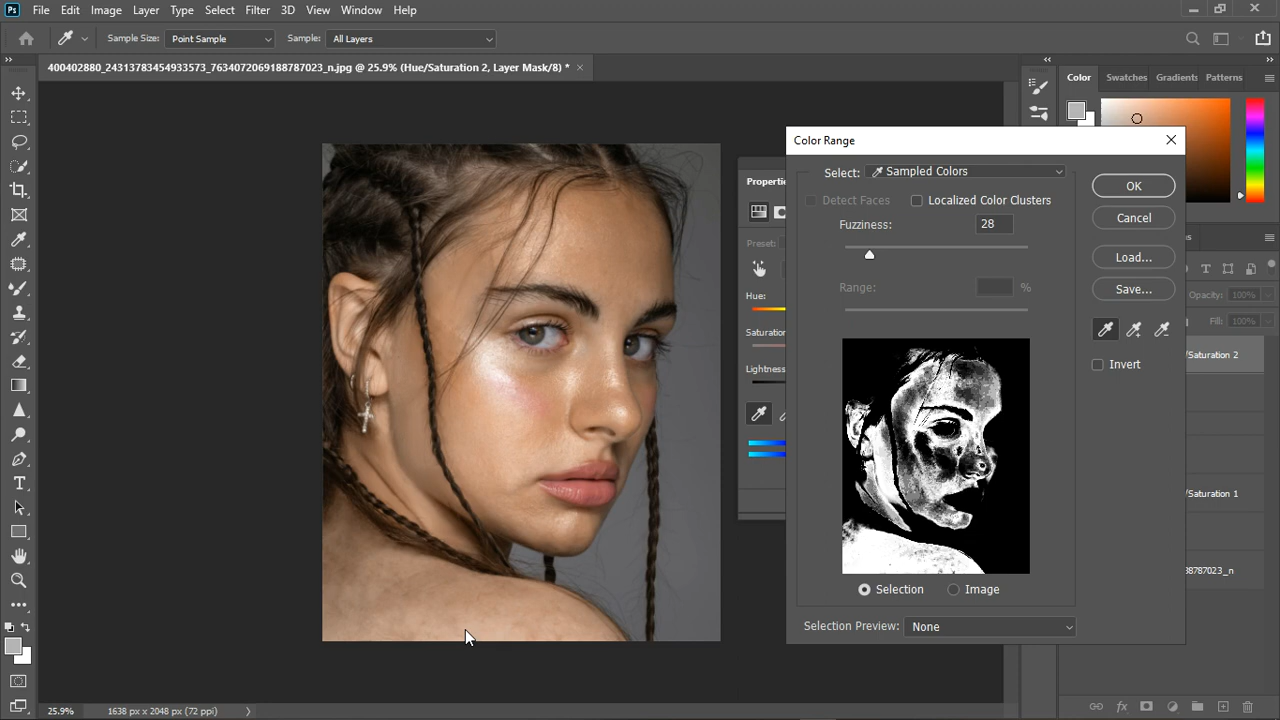 Ps File Edit Image Layer Type Select Filter 3D View Window Help
Sample Size: Point Sample Sample: All Layers
400402880_24313783454933573_7634072069188787023_n.jpg @ 25.9% (Hue/Saturation 2, Layer Mask/8) *
Color Swatches Gradients Patterns
Color Range
Select: Sampled Colors
OK
Properti
Detect Faces Localized Color Clusters
Fuzziness: 28
Cancel
Preset:
Load...
Range: %
Save...
Opacity: 100%
Hue:
Fill: 100%
Saturation
/Saturation 2
Invert
Lightness
/Saturation 1
88787023_n
Selection Image
Selection Preview: None
25.9% 1638 px x 2048 px (72 ppi)